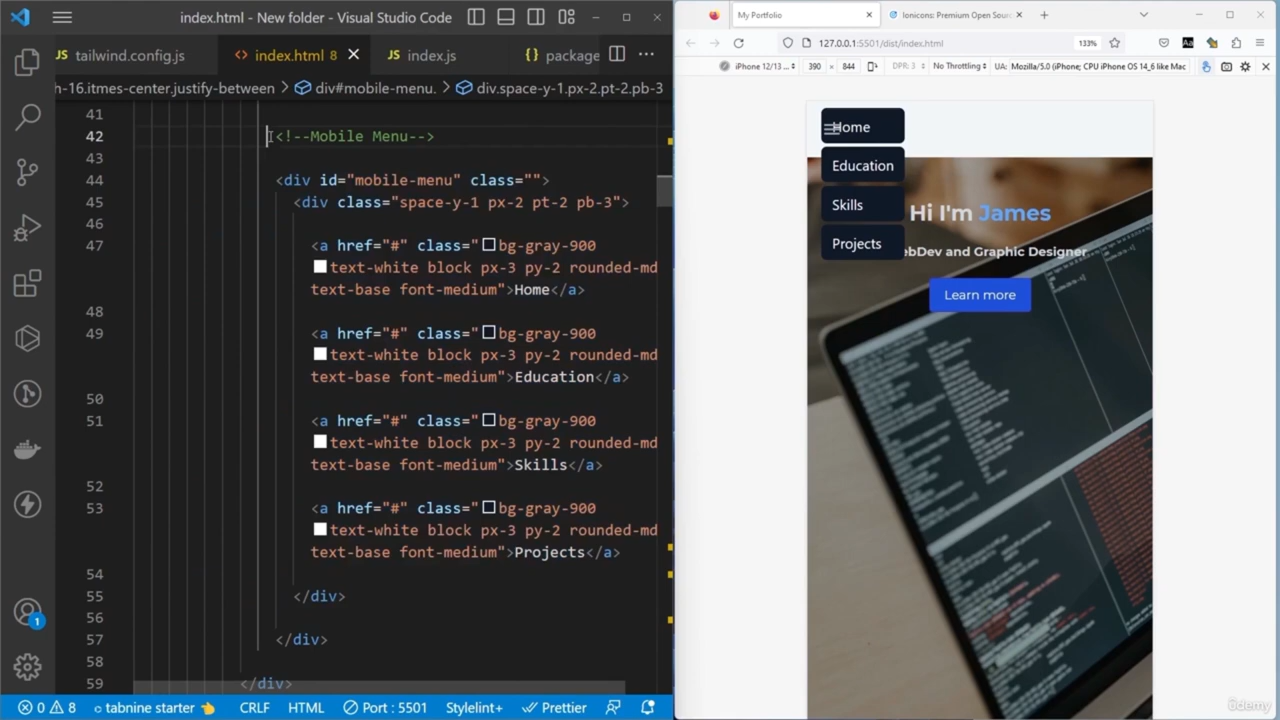 index.html - New folder - Visual Studio Code
JS tailwind.config.js <> index.html 8 JS index.js {} package
h-16.itmes-center.justify-between > div#mobile-menu. > div.space-y-1.px-2.pt-2.pb-3
41
42 <!--Mobile Menu-->
43
44 <div id="mobile-menu" class="">
45 <div class="space-y-1 px-2 pt-2 pb-3">
46
47 <a href="#" class="bg-gray-900
text-white block px-3 py-2 rounded-md
text-base font-medium">Home</a>
48
49 <a href="#" class="bg-gray-900
text-white block px-3 py-2 rounded-md
text-base font-medium">Education</a>
50
51 <a href="#" class="bg-gray-900
text-white block px-3 py-2 rounded-md
text-base font-medium">Skills</a>
52
53 <a href="#" class="bg-gray-900
text-white block px-3 py-2 rounded-md
text-base font-medium">Projects</a>
54
55 </div>
56
57 </div>
58
59 </div>
1
0 8 tabnine starter CRLF HTML Port : 5501 Stylelint+ Prettier
My Portfolio Ionicons: Premium Open Sour
127.0.0.1:5501/dist/index.html 133%
iPhone 12/13 ... 390 × 844 DPR: 3 No Throttling UA: Mozilla/5.0 (iPhone; CPU iPhone OS 14_6 like Mac
Home
Education
Skills
Projects
Hi I'm James
ebDev and Graphic Designer
Learn more
ûdemy